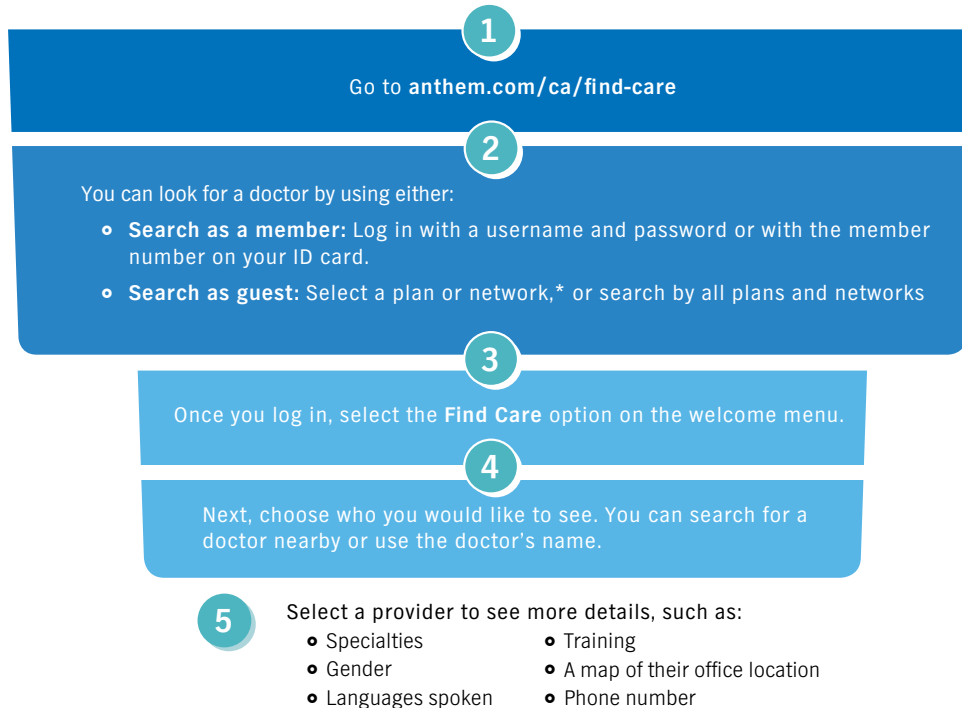 1
Go to anthem.com/ca/find-care
2
You can look for a doctor by using either:
• Search as a member: Log in with a username and password or with the member
number on your ID card.
• Search as guest: Select a plan or network,* or search by all plans and networks
3
Once you log in, select the Find Care option on the welcome menu.
4
Next, choose who you would like to see. You can search for a
doctor nearby or use the doctor’s name.
5
Select a provider to see more details, such as:
• Specialties
• Gender
• Languages spoken
• Training
• A map of their office location
• Phone number